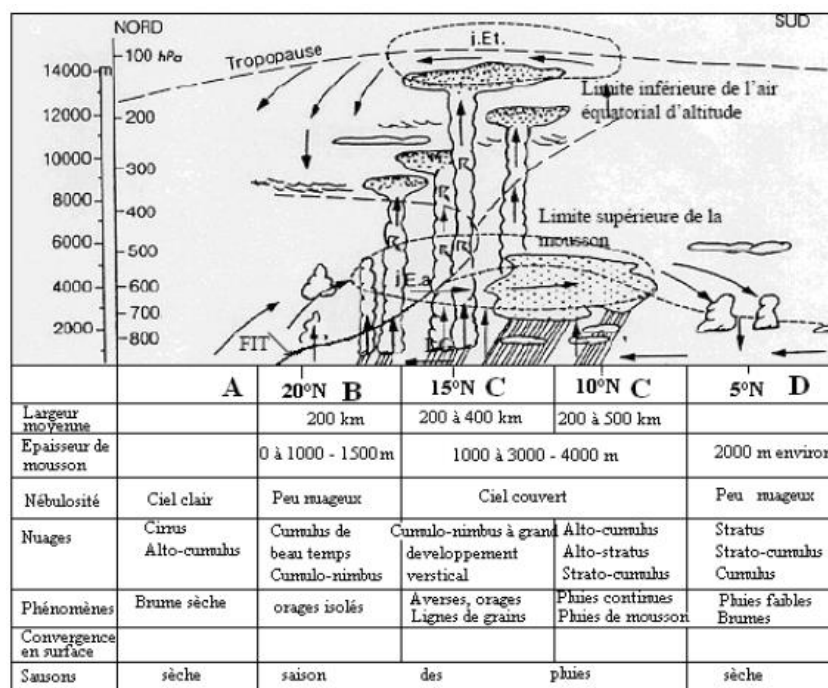 NORD
SUD
100 hPa
Tropopause
j.Et.
14000 m
Limite inférieure de l'air
équatorial d'altitude
12000
200
10000
300
8000
400
Limite supérieure de la
mousson
6000
500
4000
600
j.E.a
700
2000
800
FIT
L.G
A
20°N B
15°N C
10°N C
5°N D
Largeur
moyenne
200 km
200 à 400 km
200 à 500 km
Epaisseur de
mousson
0 à 1000 - 1500 m
1000 à 3000 - 4000 m
2000 m environ
Nébulosité
Ciel clair
Peu nuageux
Ciel couvert
Peu nuageux
Nuages
Cirrus
Alto-cumulus
Cumulus de
beau temps
Cumulo-nimbus
Cumulo-nimbus à grand
developpement
verstical
Alto-cumulus
Alto-stratus
Strato-cumulus
Stratus
Strato-cumulus
Cumulus
Phénomènes
Brume sèche
orages isolés
Averses, orages
Lignes de grains
Pluies continues
Pluies de mousson
Pluies faibles
Brumes
Convergence
en surface
Sausons
sèche
saison
des
pluies
sèche